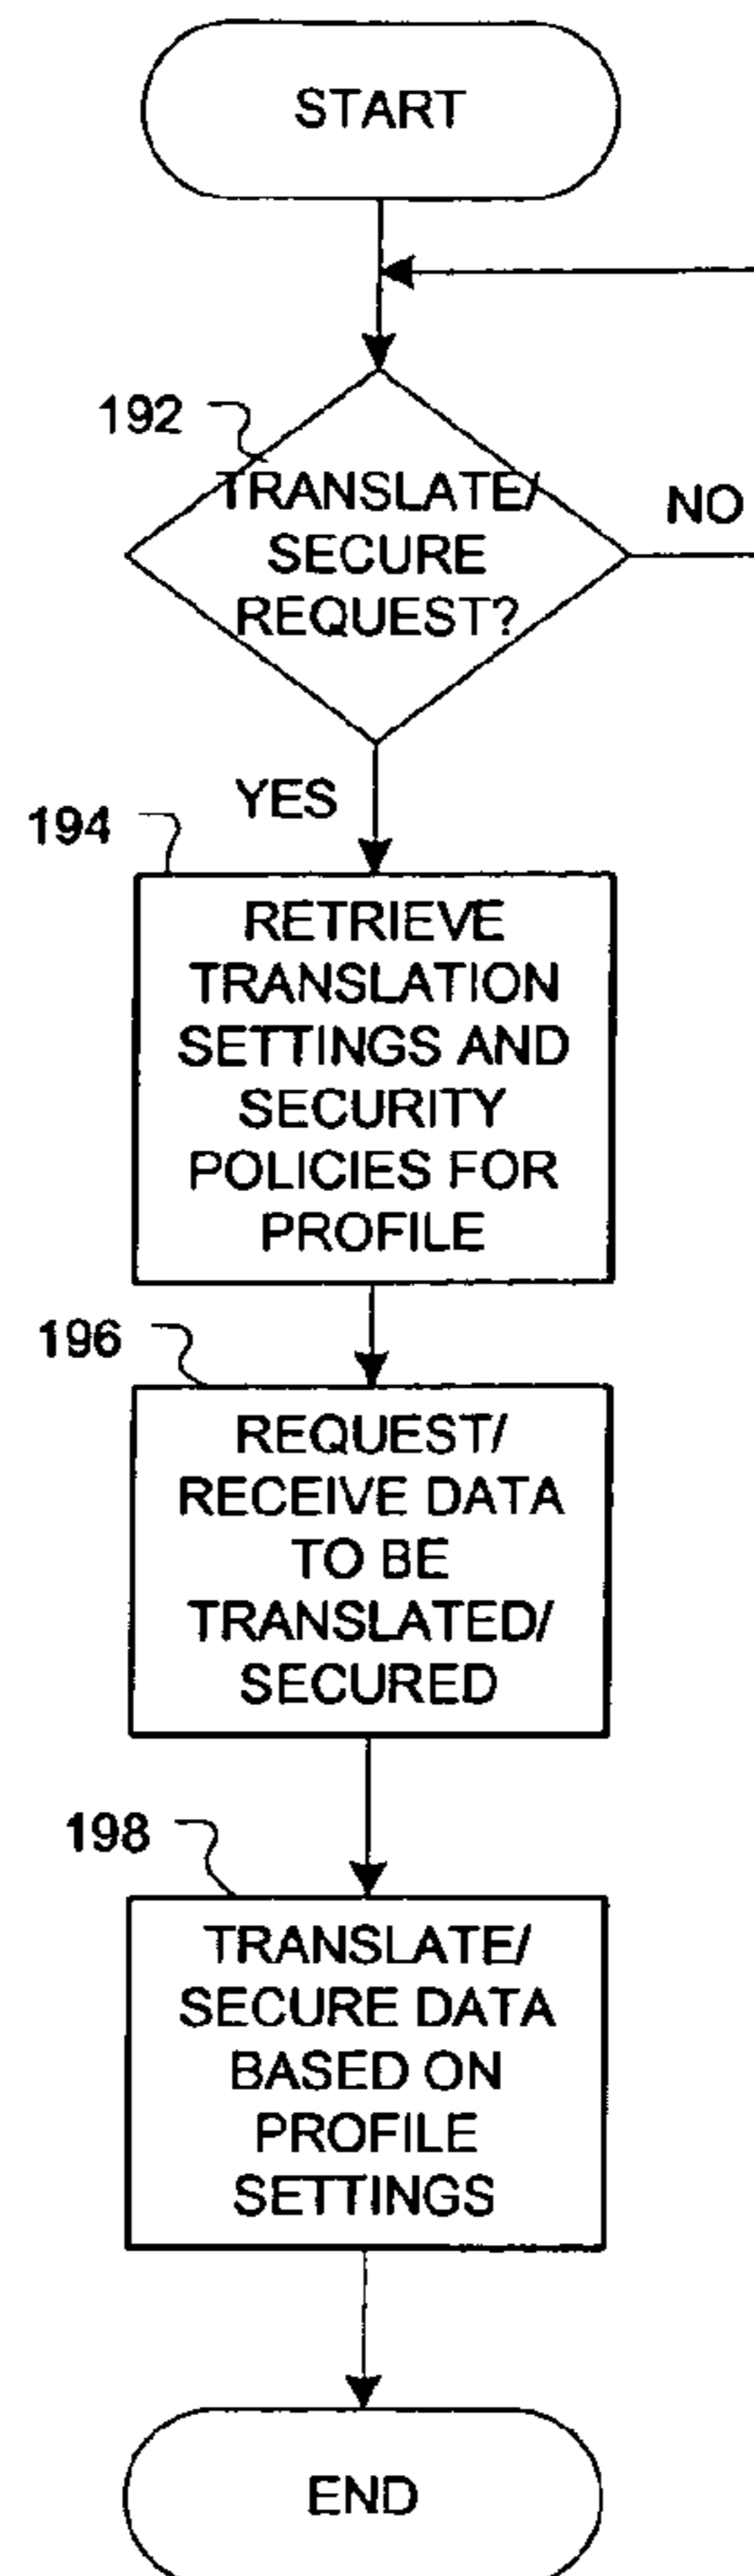 START
192
TRANSLATE/
SECURE
REQUEST?
NO
YES
194
RETRIEVE
TRANSLATION
SETTINGS AND
SECURITY
POLICIES FOR
PROFILE
196
REQUEST/
RECEIVE DATA
TO BE
TRANSLATED/
SECURED
198
TRANSLATE/
SECURE DATA
BASED ON
PROFILE
SETTINGS
END